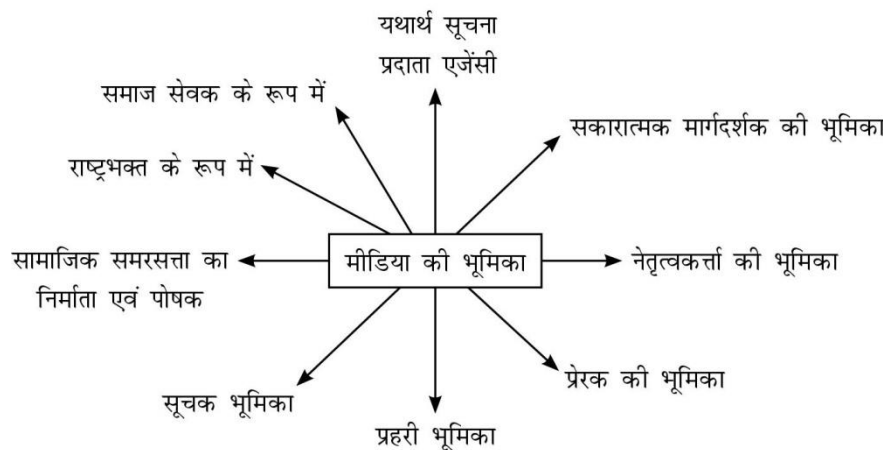 यथार्थ सूचना
प्रदाता एजेंसी
समाज सेवक के रूप में
सकारात्मक मार्गदर्शक की भूमिका
राष्ट्रभक्त के रूप में
सामाजिक समरसत्ता का
निर्माता एवं पोषक
मीडिया की भूमिका
नेतृत्वकर्त्ता की भूमिका
प्रेरक की भूमिका
सूचक भूमिका
प्रहरी भूमिका